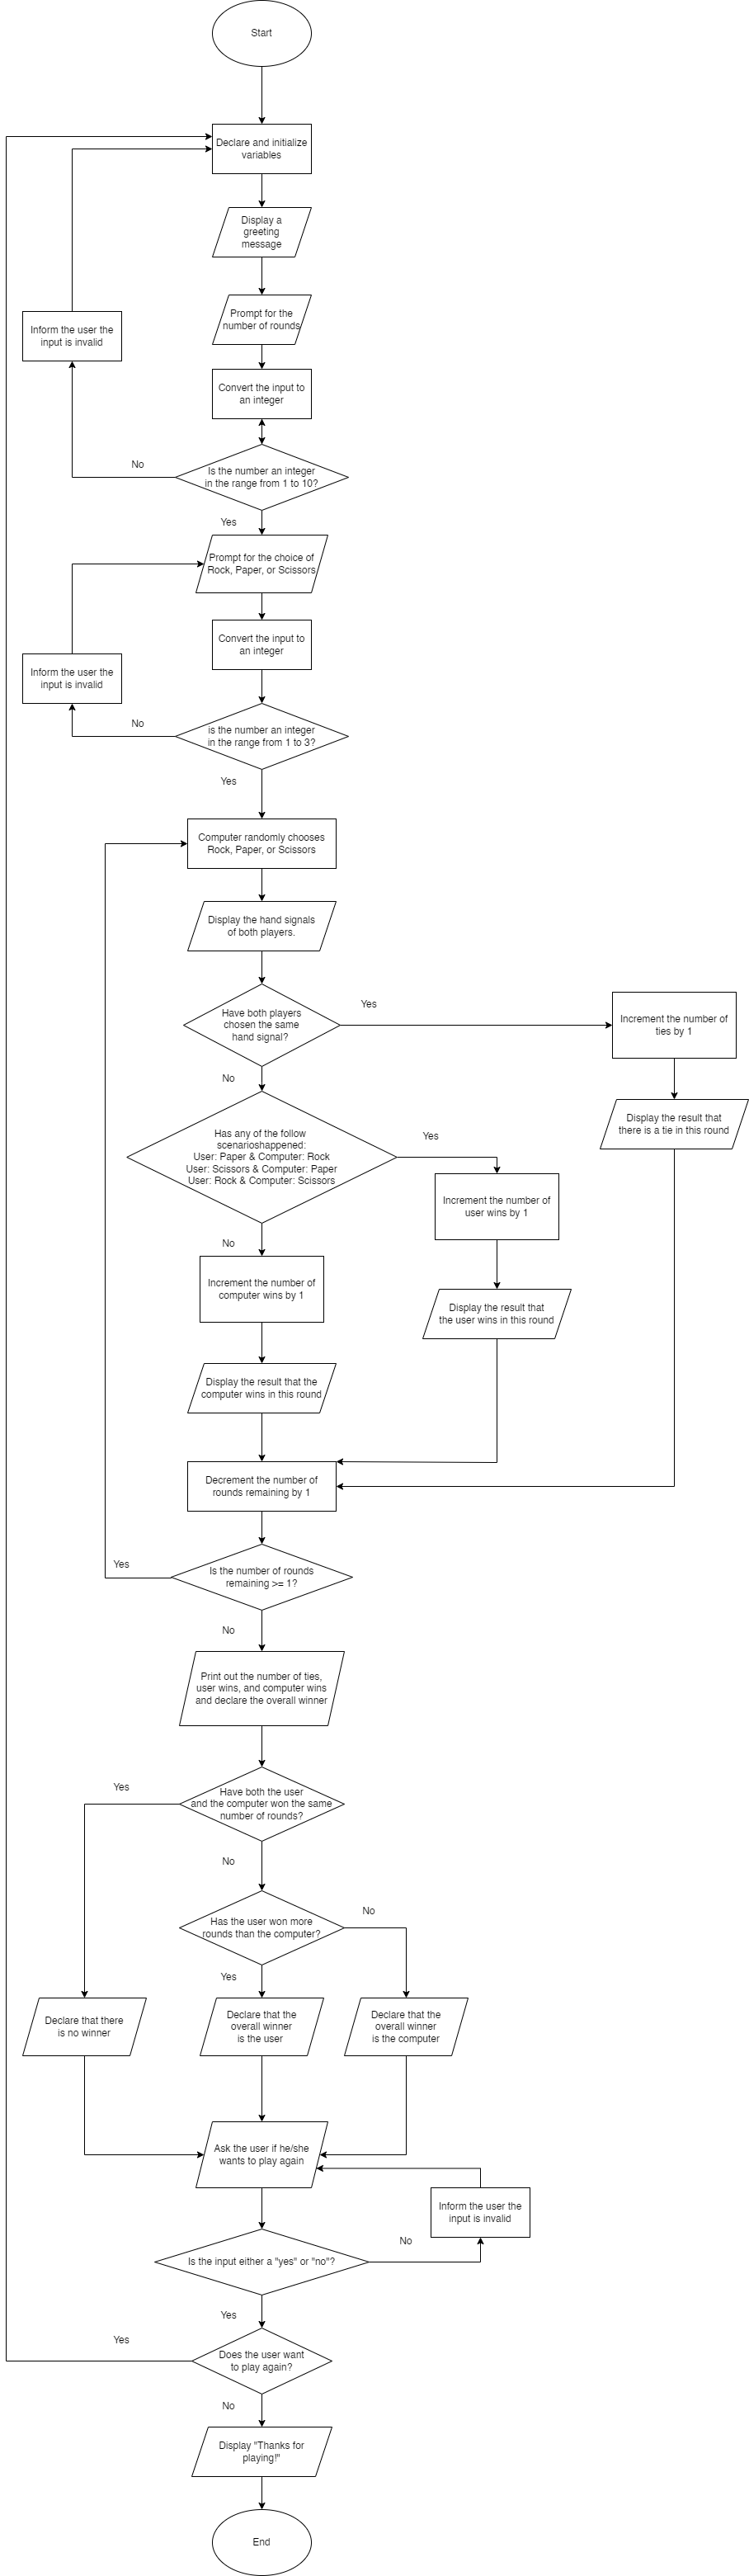 Start
Declare and initialize
variables
Display a
greeting
message
Prompt for the
number of rounds
Inform the user the
input is invalid
Convert the input to
an integer
No
Is the number an integer
in the range from 1 to 10?
Yes
Prompt for the choice of
Rock, Paper, or Scissors
Convert the input to
an integer
Inform the user the
input is invalid
No
is the number an integer
in the range from 1 to 3?
Yes
Computer randomly chooses
Rock, Paper, or Scissors
Display the hand signals
of both players.
Have both players
chosen the same
hand signal?
Yes
Increment the number of
ties by 1
No
Display the result that
there is a tie in this round
Has any of the follow
scenarioshappened:
User: Paper & Computer: Rock
User: Scissors & Computer: Paper
User: Rock & Computer: Scissors
Yes
Increment the number of
user wins by 1
No
Increment the number of
computer wins by 1
Display the result that
the user wins in this round
Display the result that the
computer wins in this round
Decrement the number of
rounds remaining by 1
Yes
Is the number of rounds
remaining >= 1?
No
Print out the number of ties,
user wins, and computer wins
and declare the overall winner
Yes
Have both the user
and the computer won the same
number of rounds?
No
Has the user won more
rounds than the computer?
No
Yes
Declare that there
is no winner
Declare that the
overall winner
is the user
Declare that the
overall winner
is the computer
Ask the user if he/she
wants to play again
Inform the user the
input is invalid
No
Is the input either a "yes" or "no"?
Yes
Yes
Does the user want
to play again?
No
Display "Thanks for
playing!"
End